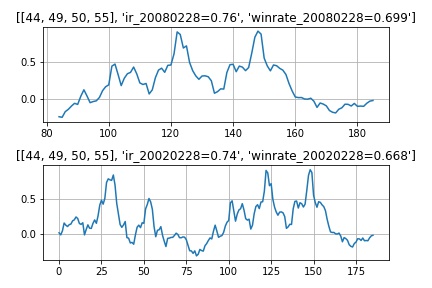 [[44, 49, 50, 55], 'ir_20080228=0.76', 'winrate_20080228=0.699']
0.5
0.0
80 100 120 140 160 180
[[44, 49, 50, 55], 'ir_20020228=0.74', 'winrate_20020228=0.668']
0.5
0.0
0 25 50 75 100 125 150 175